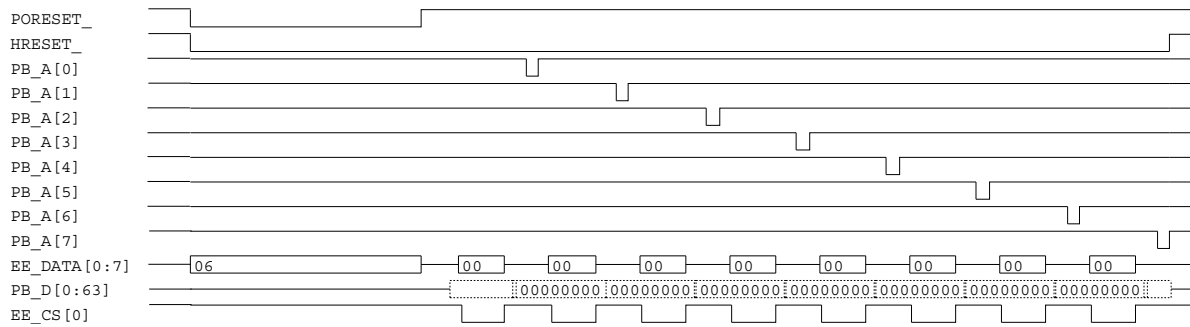 PORESET_
HRESET_
PB_A[0]
PB_A[1]
PB_A[2]
PB_A[3]
PB_A[4]
PB_A[5]
PB_A[6]
PB_A[7]
EE_DATA[0:7] 06 00 00 00 00 00 00 00 00
PB_D[0:63] 00000000 00000000 00000000 00000000 00000000 00000000 00000000
EE_CS[0]